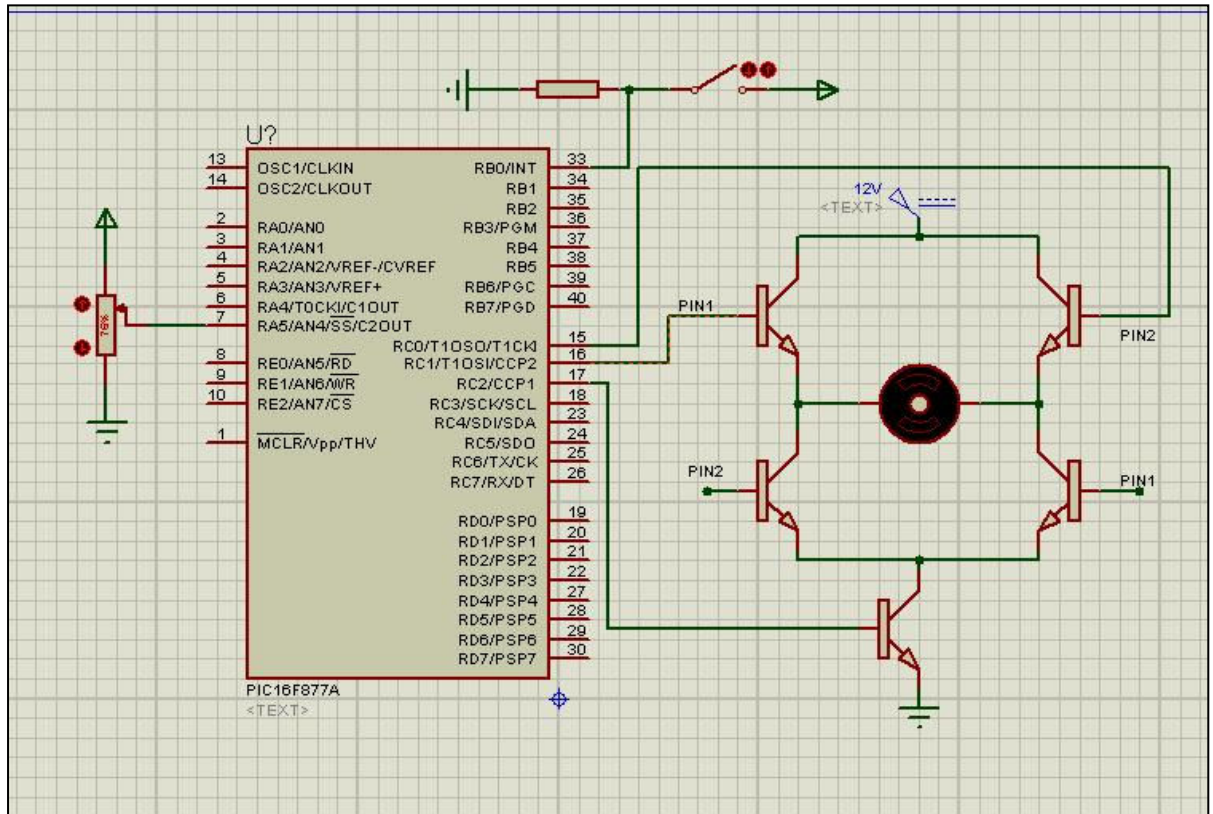 U?
13 OSC1/CLKIN
14 OSC2/CLKOUT
2 RA0/AN0
3 RA1/AN1
4 RA2/AN2/VREF-/CVREF
5 RA3/AN3/VREF+
6 RA4/T0CKI/C1OUT
7 RA5/AN4/SS/C2OUT
8 RE0/AN5/RD
9 RE1/AN6/WR
10 RE2/AN7/CS
1 MCLR/Vpp/THV
RB0/INT 33
RB1 34
RB2 35
RB3/PGM 36
RB4 37
RB5 38
RB6/PGC 39
RB7/PGD 40
RC0/T1OSO/T1CKI 15
RC1/T1OSI/CCP2 16
RC2/CCP1 17
RC3/SCK/SCL 18
RC4/SDI/SDA 23
RC5/SDO 24
RC6/TX/CK 25
RC7/RX/DT 26
RD0/PSP0 19
RD1/PSP1 20
RD2/PSP2 21
RD3/PSP3 22
RD4/PSP4 27
RD5/PSP5 28
RD6/PSP6 29
RD7/PSP7 30
PIC16F877A
<TEXT>
76%
12V
<TEXT>
PIN1
PIN2
PIN2
PIN1